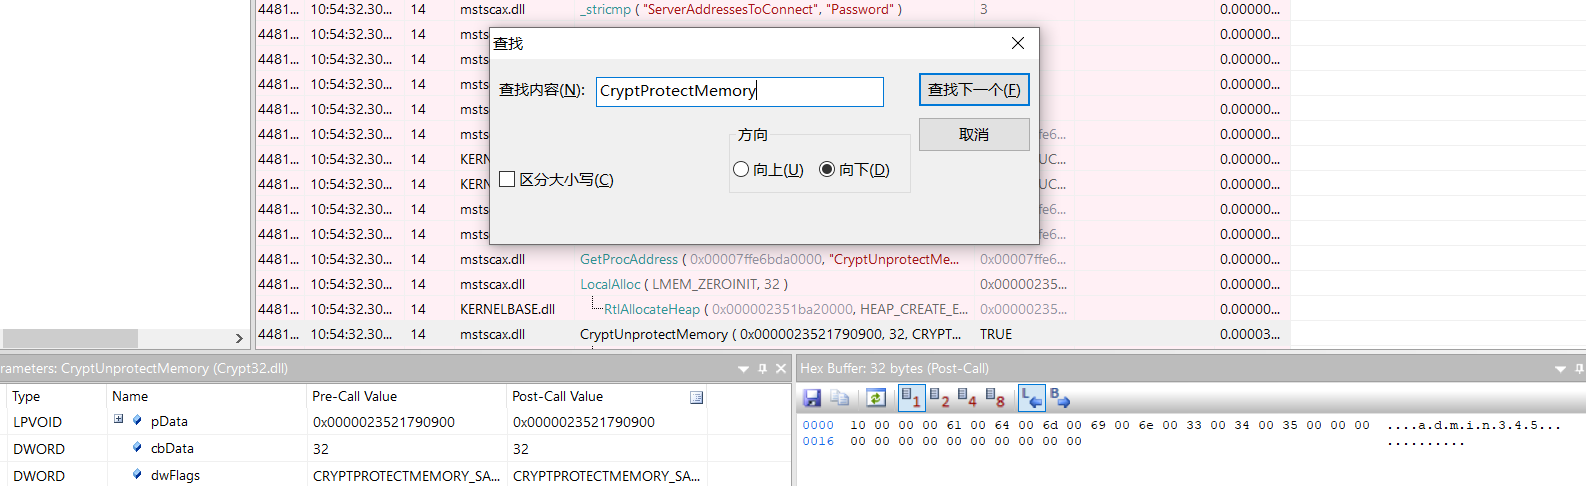 4481... 10:54:32.30... 14 mstscax.dll _stricmp ( "ServerAddressesToConnect", "Password" ) 3 0.00000...
4481... 10:54:32.30... 14 msts 0.00000...
4481... 10:54:32.30... 14 msts 0.00000...
4481... 10:54:32.30... 14 msts 0.00000...
4481... 10:54:32.30... 14 msts 0.00000...
4481... 10:54:32.30... 14 msts ffe6... 0.00000...
4481... 10:54:32.30... 14 KERN UC... 0.00000...
4481... 10:54:32.30... 14 KERN UC... 0.00000...
4481... 10:54:32.30... 14 msts ffe6... 0.00000...
4481... 10:54:32.30... 14 msts ffe6... 0.00000...
查找
查找内容(N): CryptProtectMemory 查找下一个(F)
方向 取消
向上(U) 向下(D)
区分大小写(C)
4481... 10:54:32.30... 14 mstscax.dll GetProcAddress ( 0x00007ffe6bda0000, "CryptUnprotectMe... 0x00007ffe6... 0.00000...
4481... 10:54:32.30... 14 mstscax.dll LocalAlloc ( LMEM_ZEROINIT, 32 ) 0x00000235... 0.00000...
4481... 10:54:32.30... 14 KERNELBASE.dll RtlAllocateHeap ( 0x000002351ba20000, HEAP_CREATE_E... 0x00000235... 0.00000...
4481... 10:54:32.30... 14 mstscax.dll CryptUnprotectMemory ( 0x0000023521790900, 32, CRYPT... TRUE 0.00003...
rameters: CryptUnprotectMemory (Crypt32.dll)
Type Name Pre-Call Value Post-Call Value
LPVOID pData 0x0000023521790900 0x0000023521790900
DWORD cbData 32 32
DWORD dwFlags CRYPTPROTECTMEMORY_SA... CRYPTPROTECTMEMORY_SA...
Hex Buffer: 32 bytes (Post-Call)
1 2 4 8 L B
0000 10 00 00 00 61 00 64 00 6d 00 69 00 6e 00 33 00 34 00 35 00 00 00 ....a.d.m.i.n.3.4.5...
0016 00 00 00 00 00 00 00 00 00 00 ..........